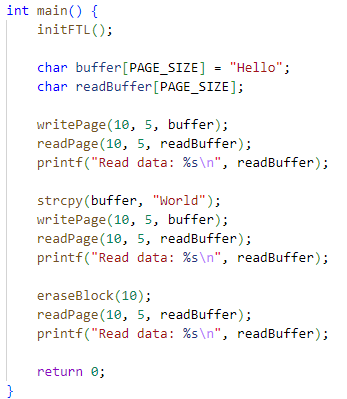 int main() {
    initFTL();

    char buffer[PAGE_SIZE] = "Hello";
    char readBuffer[PAGE_SIZE];

    writePage(10, 5, buffer);
    readPage(10, 5, readBuffer);
    printf("Read data: %s\n", readBuffer);

    strcpy(buffer, "World");
    writePage(10, 5, buffer);
    readPage(10, 5, readBuffer);
    printf("Read data: %s\n", readBuffer);

    eraseBlock(10);
    readPage(10, 5, readBuffer);
    printf("Read data: %s\n", readBuffer);

    return 0;
}